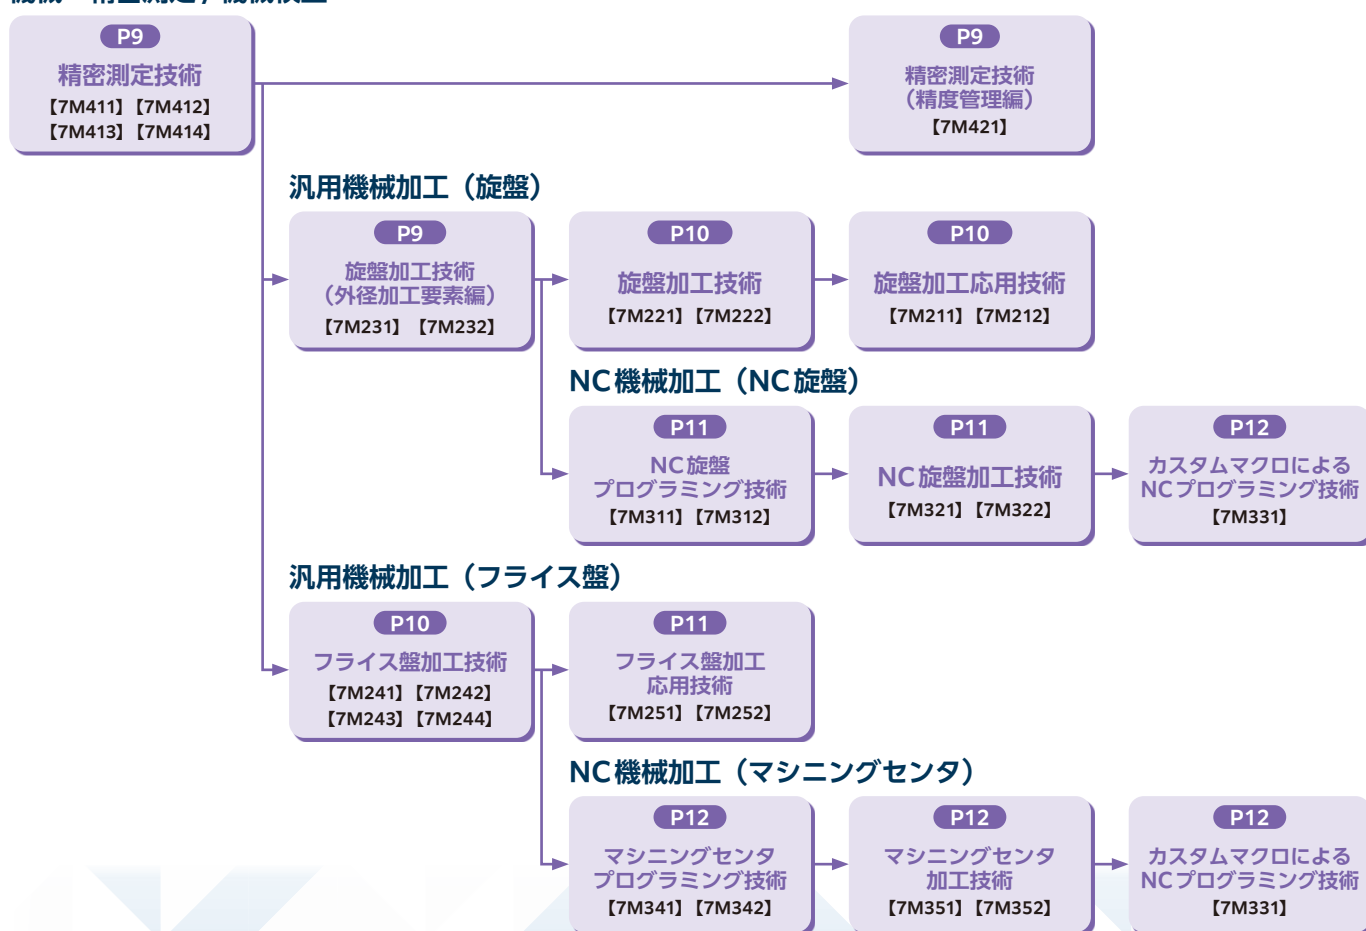 P9
精密測定技術
【7M411】【7M412】
【7M413】【7M414】
P9
精密測定技術
（精度管理編）
【7M421】
汎用機械加工（旋盤）
P9
旋盤加工技術
（外径加工要素編）
【7M231】【7M232】
P10
旋盤加工技術
【7M221】【7M222】
P10
旋盤加工応用技術
【7M211】【7M212】
NC機械加工（NC旋盤）
P11
NC旋盤
プログラミング技術
【7M311】【7M312】
P11
NC旋盤加工技術
【7M321】【7M322】
P12
カスタムマクロによる
NCプログラミング技術
【7M331】
汎用機械加工（フライス盤）
P10
フライス盤加工技術
【7M241】【7M242】
【7M243】【7M244】
P11
フライス盤加工
応用技術
【7M251】【7M252】
NC機械加工（マシニングセンタ）
P12
マシニングセンタ
プログラミング技術
【7M341】【7M342】
P12
マシニングセンタ
加工技術
【7M351】【7M352】
P12
カスタムマクロによる
NCプログラミング技術
【7M331】